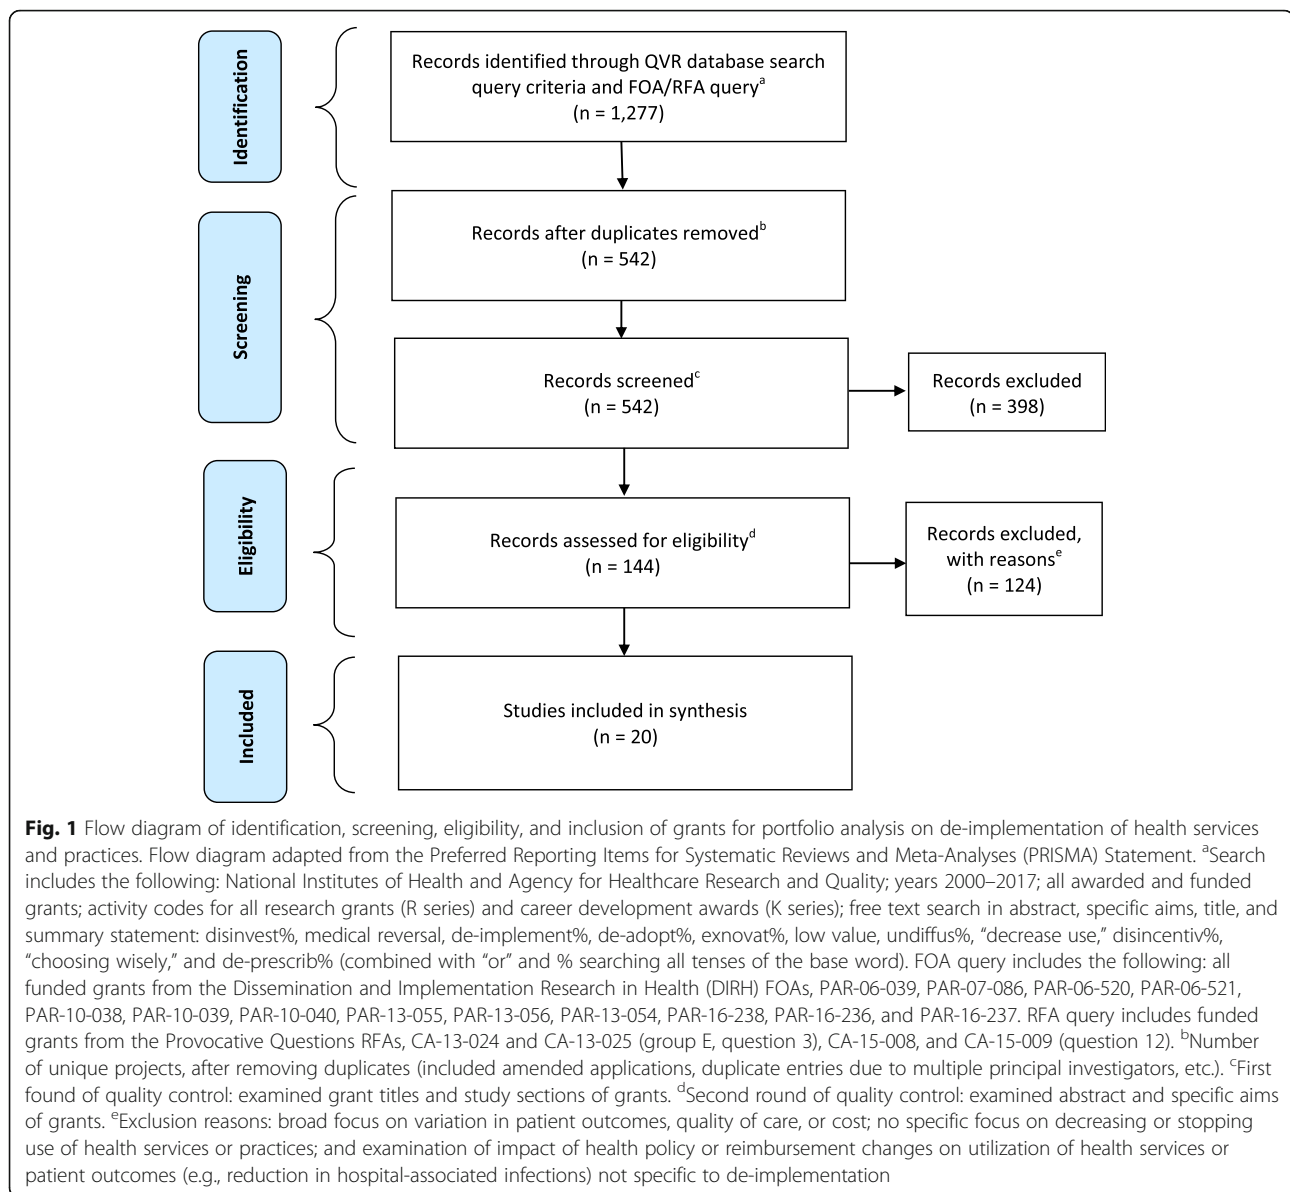 Identification
Records identified through QVR database search
query criteria and FOA/RFA queryᵃ
(n = 1,277)
Screening
Records after duplicates removedᵇ
(n = 542)
Records screenedᶜ
(n = 542)
Records excluded
(n = 398)
Eligibility
Records assessed for eligibilityᵈ
(n = 144)
Records excluded,
with reasonsᵉ
(n = 124)
Included
Studies included in synthesis
(n = 20)
Fig. 1 Flow diagram of identification, screening, eligibility, and inclusion of grants for portfolio analysis on de-implementation of health services
and practices. Flow diagram adapted from the Preferred Reporting Items for Systematic Reviews and Meta-Analyses (PRISMA) Statement. ᵃSearch
includes the following: National Institutes of Health and Agency for Healthcare Research and Quality; years 2000–2017; all awarded and funded
grants; activity codes for all research grants (R series) and career development awards (K series); free text search in abstract, specific aims, title, and
summary statement: disinvest%, medical reversal, de-implement%, de-adopt%, exnovat%, low value, undiffus%, “decrease use,” disincentiv%,
“choosing wisely,” and de-prescrib% (combined with “or” and % searching all tenses of the base word). FOA query includes the following: all
funded grants from the Dissemination and Implementation Research in Health (DIRH) FOAs, PAR-06-039, PAR-07-086, PAR-06-520, PAR-06-521,
PAR-10-038, PAR-10-039, PAR-10-040, PAR-13-055, PAR-13-056, PAR-13-054, PAR-16-238, PAR-16-236, and PAR-16-237. RFA query includes funded
grants from the Provocative Questions RFAs, CA-13-024 and CA-13-025 (group E, question 3), CA-15-008, and CA-15-009 (question 12). ᵇNumber
of unique projects, after removing duplicates (included amended applications, duplicate entries due to multiple principal investigators, etc.). ᶜFirst
found of quality control: examined grant titles and study sections of grants. ᵈSecond round of quality control: examined abstract and specific aims
of grants. ᵉExclusion reasons: broad focus on variation in patient outcomes, quality of care, or cost; no specific focus on decreasing or stopping
use of health services or practices; and examination of impact of health policy or reimbursement changes on utilization of health services or
patient outcomes (e.g., reduction in hospital-associated infections) not specific to de-implementation